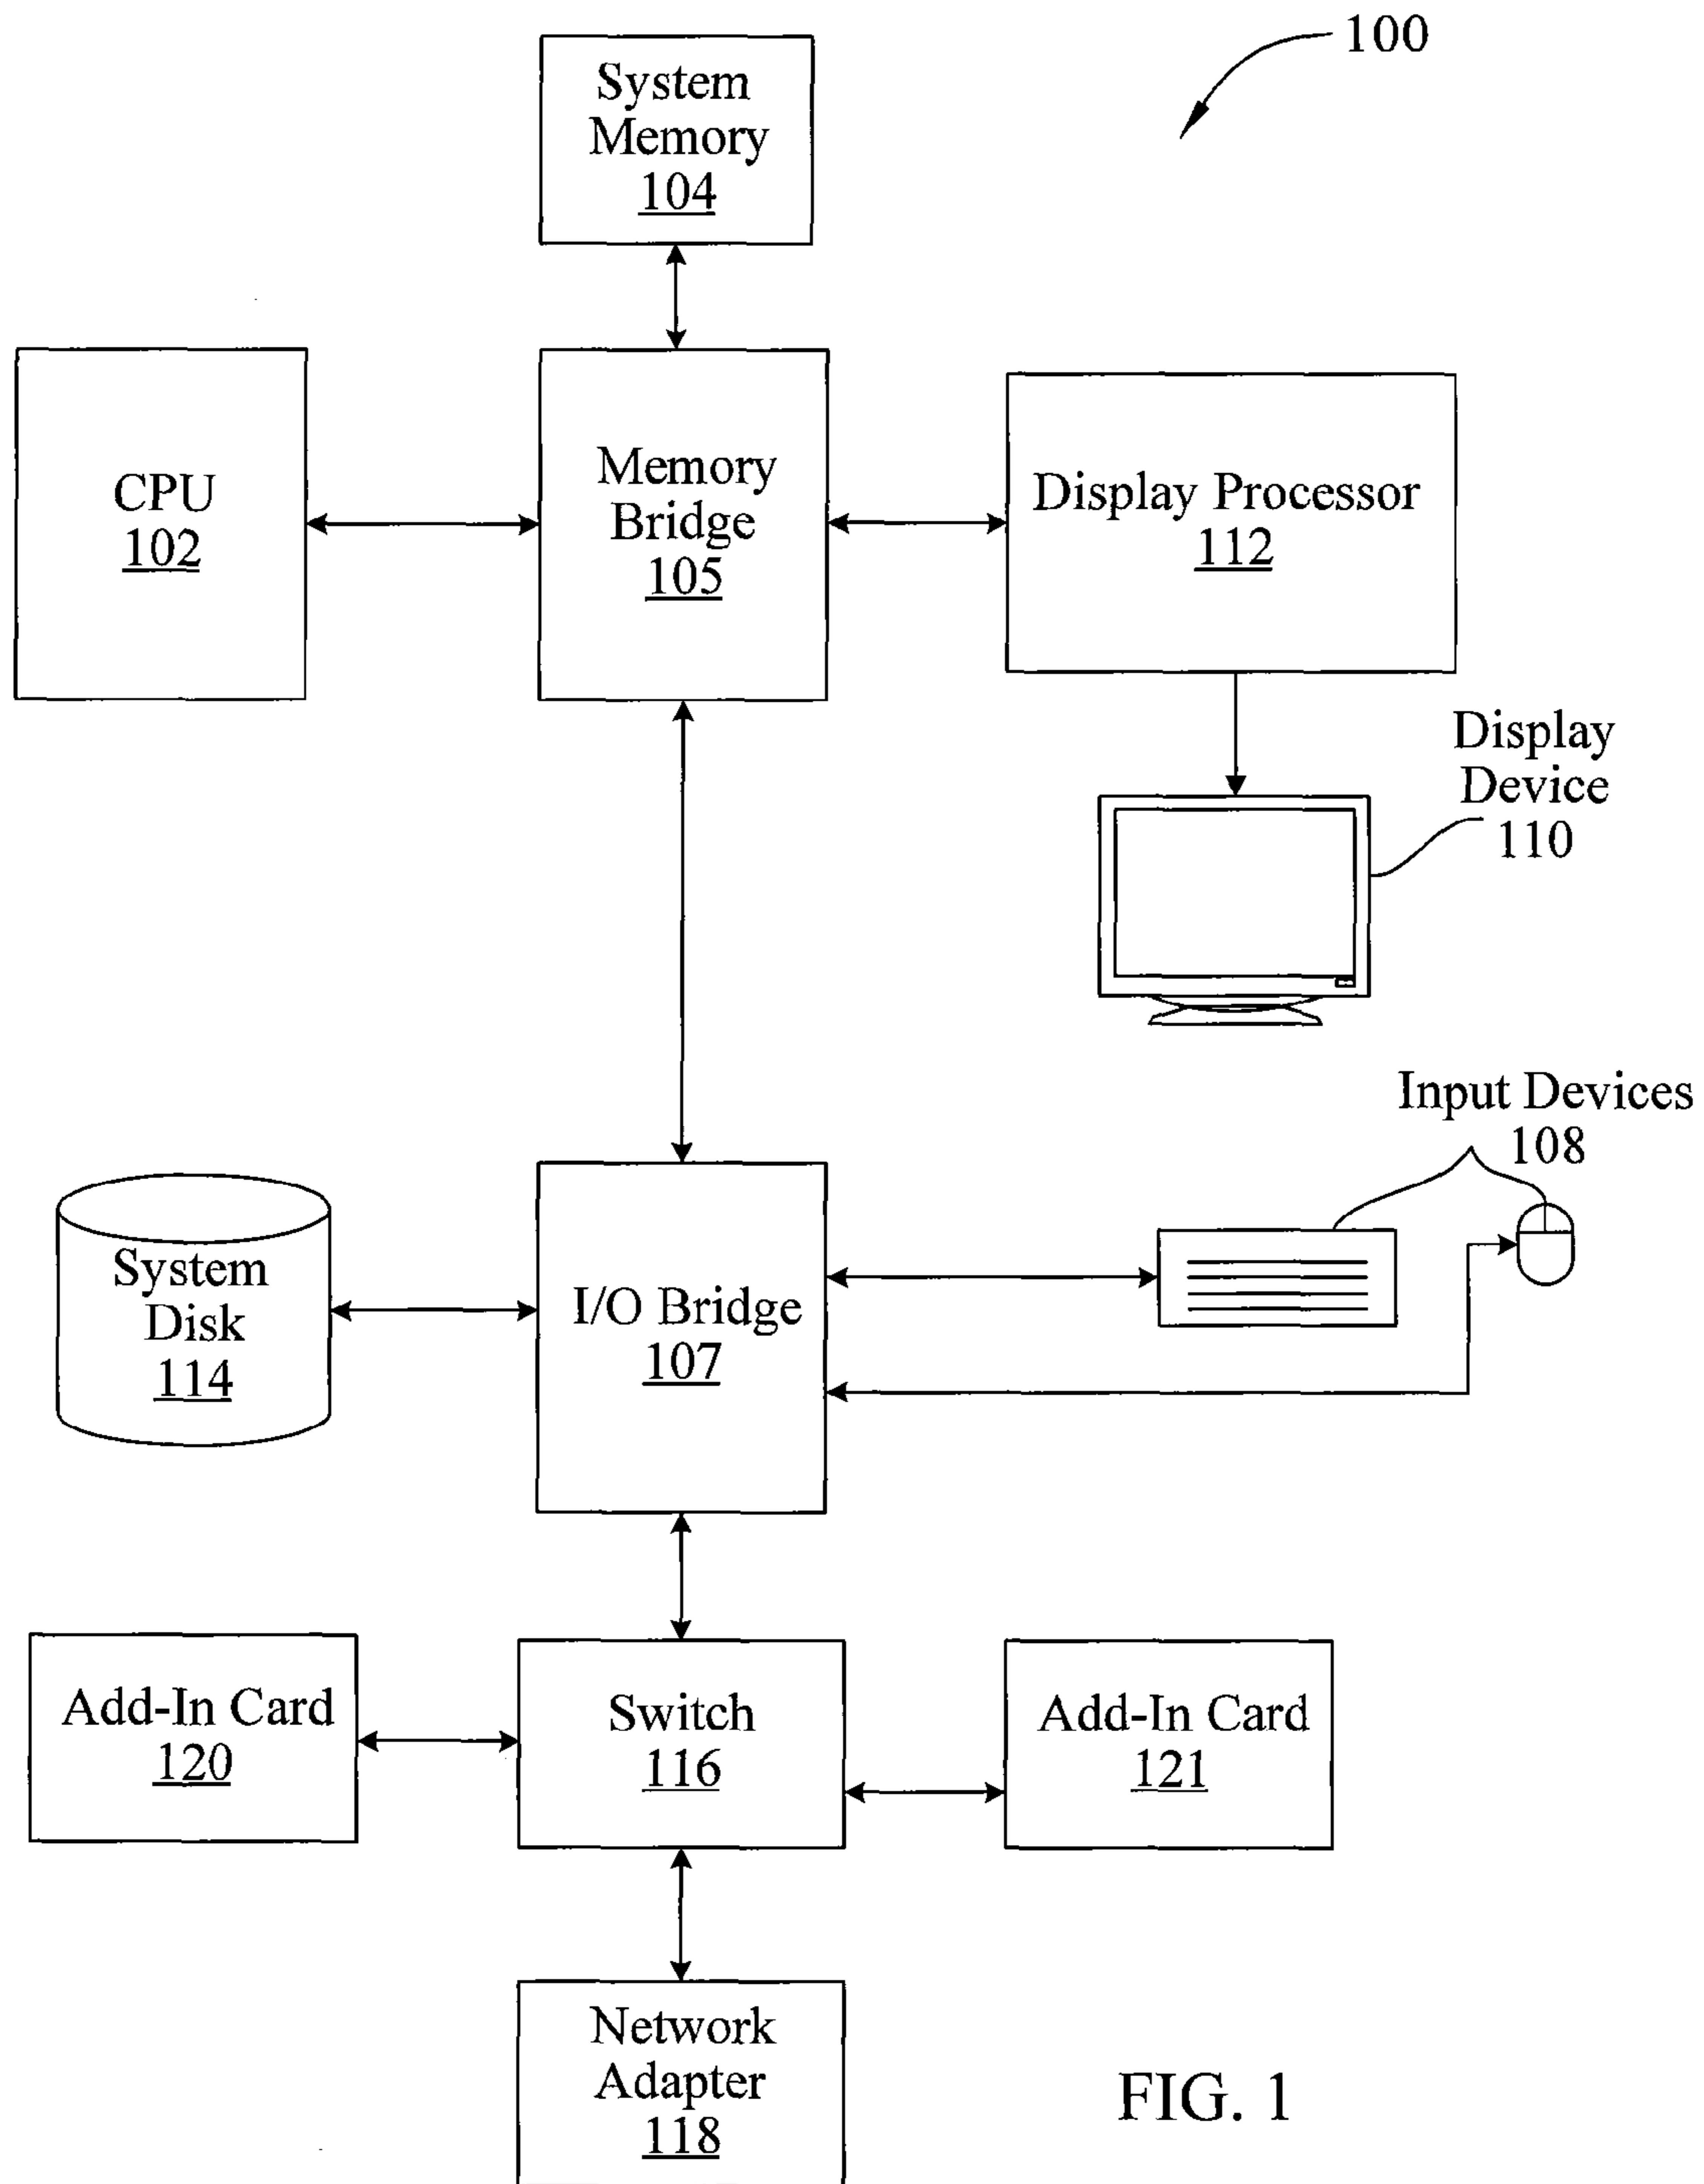 100
System
Memory
104
CPU
102
Memory
Bridge
105
Display Processor
112
Display
Device
110
Input Devices
108
System
Disk
114
I/O Bridge
107
Add-In Card
120
Switch
116
Add-In Card
121
Network
Adapter
118
FIG. 1